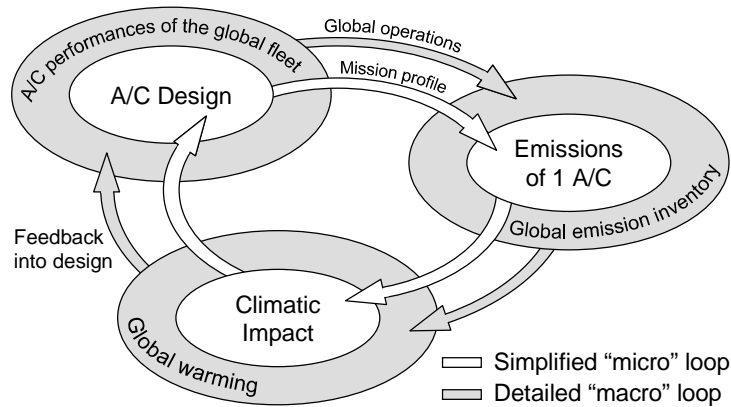 Global operations
A/C performances of the global fleet
Mission profile
A/C Design
Emissions
of 1 A/C
Global emission inventory
Feedback
into design
Climatic
Impact
Global warming
Simplified “micro” loop
Detailed “macro” loop